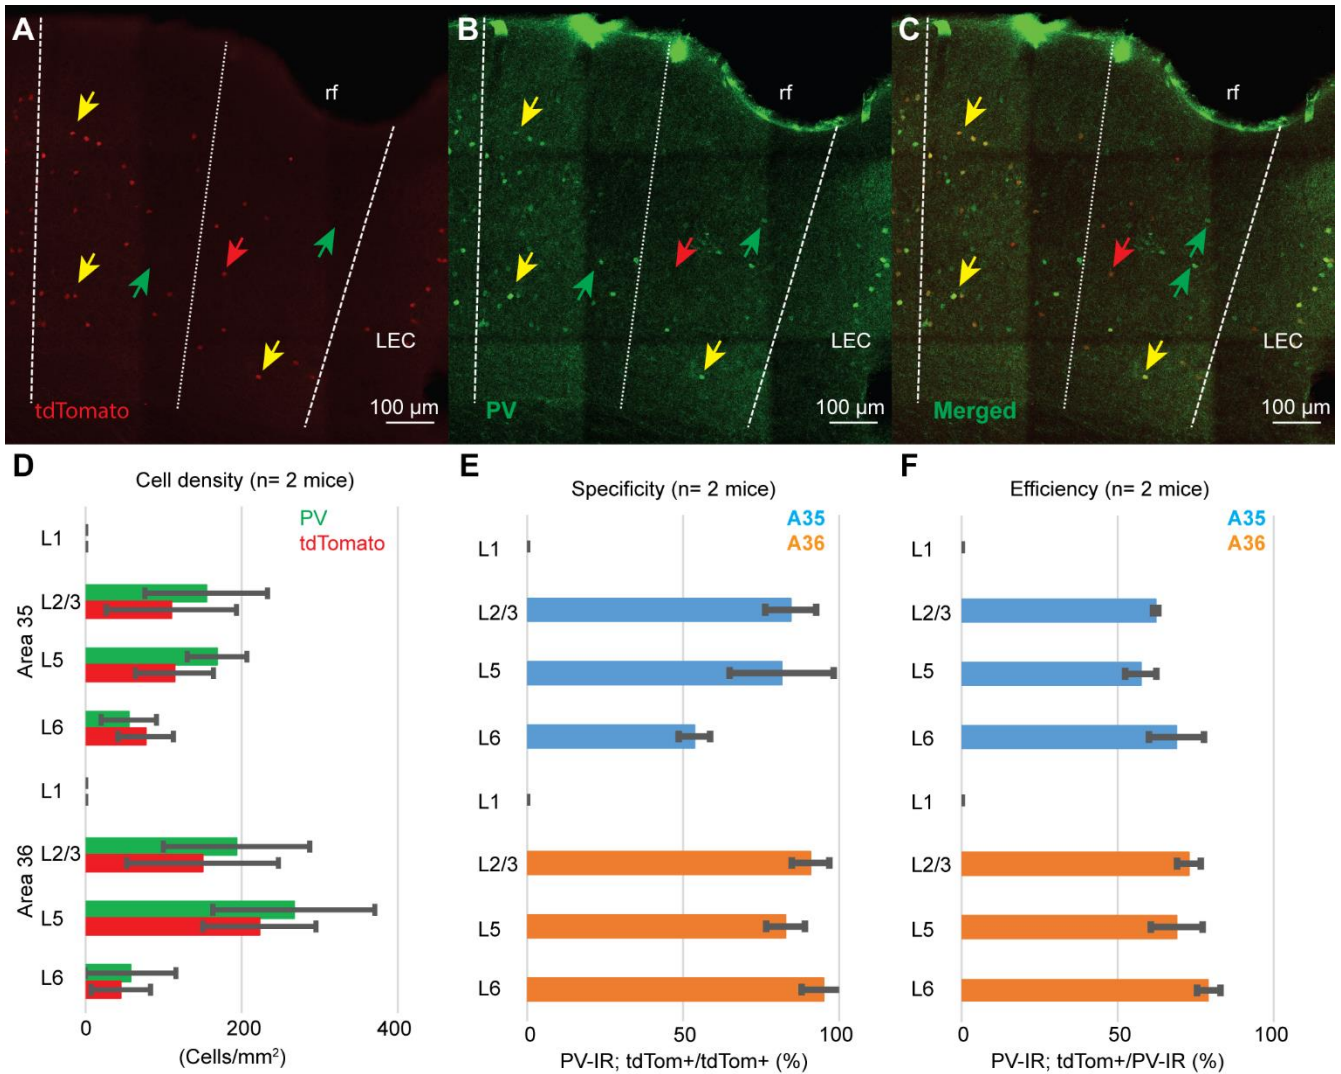 A
rf
LEC
tdTomato
100 µm
B
rf
LEC
PV
100 µm
C
rf
LEC
Merged
100 µm
D
Cell density (n= 2 mice)
PV
tdTomato
Area 35
L1
L2/3
L5
L6
Area 36
L1
L2/3
L5
L6
0
200
400
(Cells/mm²)
E
Specificity (n= 2 mice)
A35
A36
L1
L2/3
L5
L6
L1
L2/3
L5
L6
0
50
100
PV-IR; tdTom+/tdTom+ (%)
F
Efficiency (n= 2 mice)
A35
A36
L1
L2/3
L5
L6
L1
L2/3
L5
L6
0
50
100
PV-IR; tdTom+/PV-IR (%)